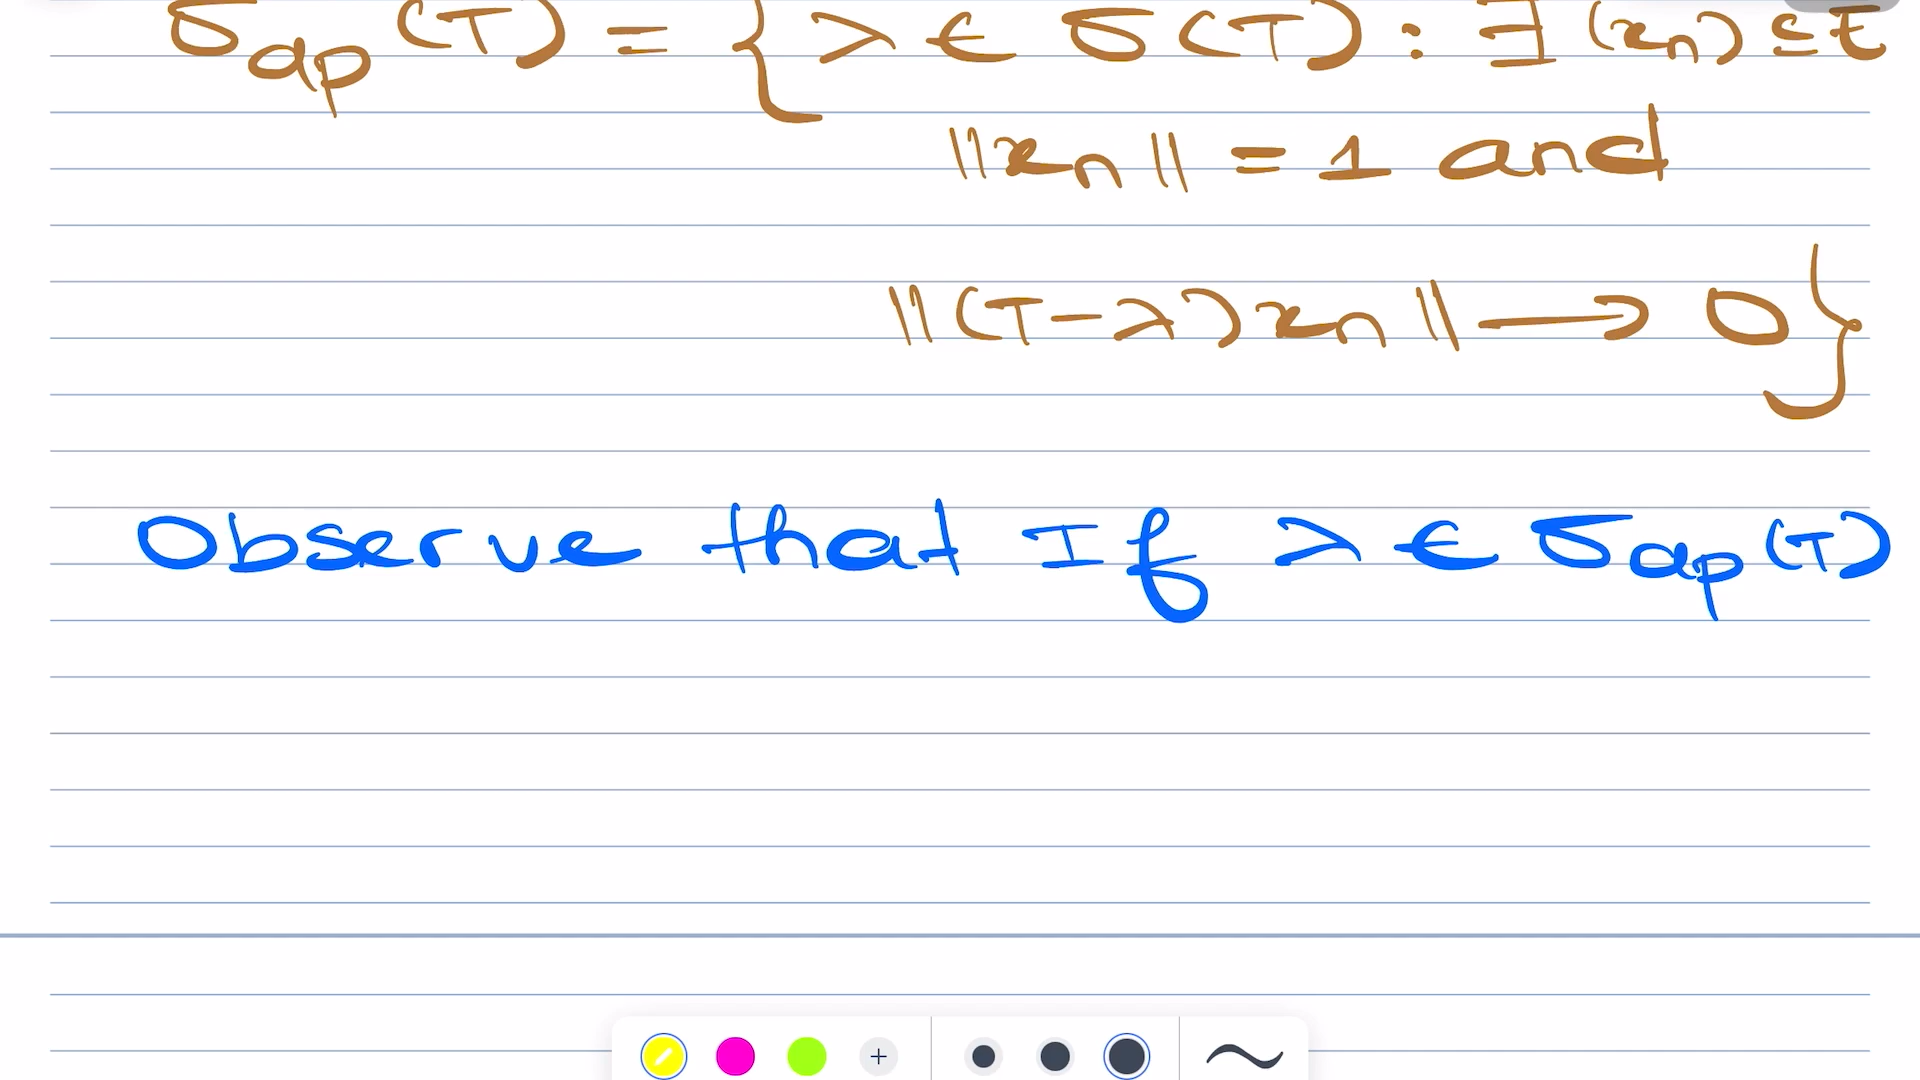 σap(T) = { λ ∈ σ(T) : ∃ (xn) ⊆ E
||xn|| = 1 and
||(T-λ)xn|| → 0 }
Observe that If λ ∈ σap(T)